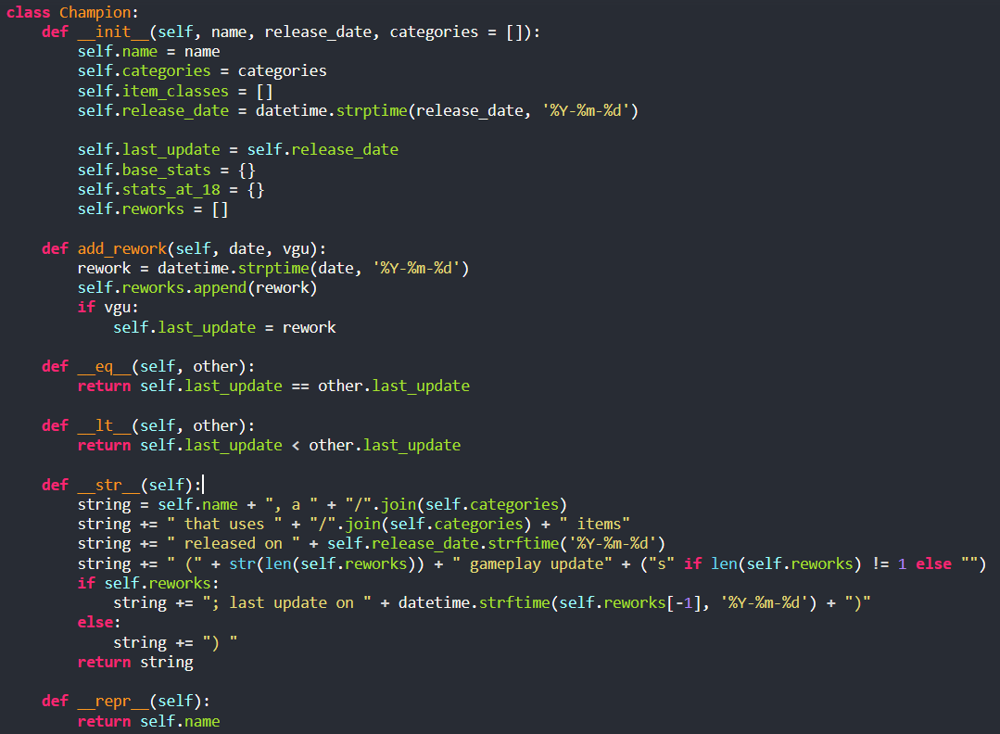 class Champion:
    def __init__(self, name, release_date, categories = []):
        self.name = name
        self.categories = categories
        self.item_classes = []
        self.release_date = datetime.strptime(release_date, '%Y-%m-%d')

        self.last_update = self.release_date
        self.base_stats = {}
        self.stats_at_18 = {}
        self.reworks = []

    def add_rework(self, date, vgu):
        rework = datetime.strptime(date, '%Y-%m-%d')
        self.reworks.append(rework)
        if vgu:
            self.last_update = rework

    def __eq__(self, other):
        return self.last_update == other.last_update

    def __lt__(self, other):
        return self.last_update < other.last_update

    def __str__(self):
        string = self.name + ", a " + "/".join(self.categories)
        string += " that uses " + "/".join(self.categories) + " items"
        string += " released on " + self.release_date.strftime('%Y-%m-%d')
        string += " (" + str(len(self.reworks)) + " gameplay update" + ("s" if len(self.reworks) != 1 else "")
        if self.reworks:
            string += "; last update on " + datetime.strftime(self.reworks[-1], '%Y-%m-%d') + ")"
        else:
            string += ") "
        return string

    def __repr__(self):
        return self.name